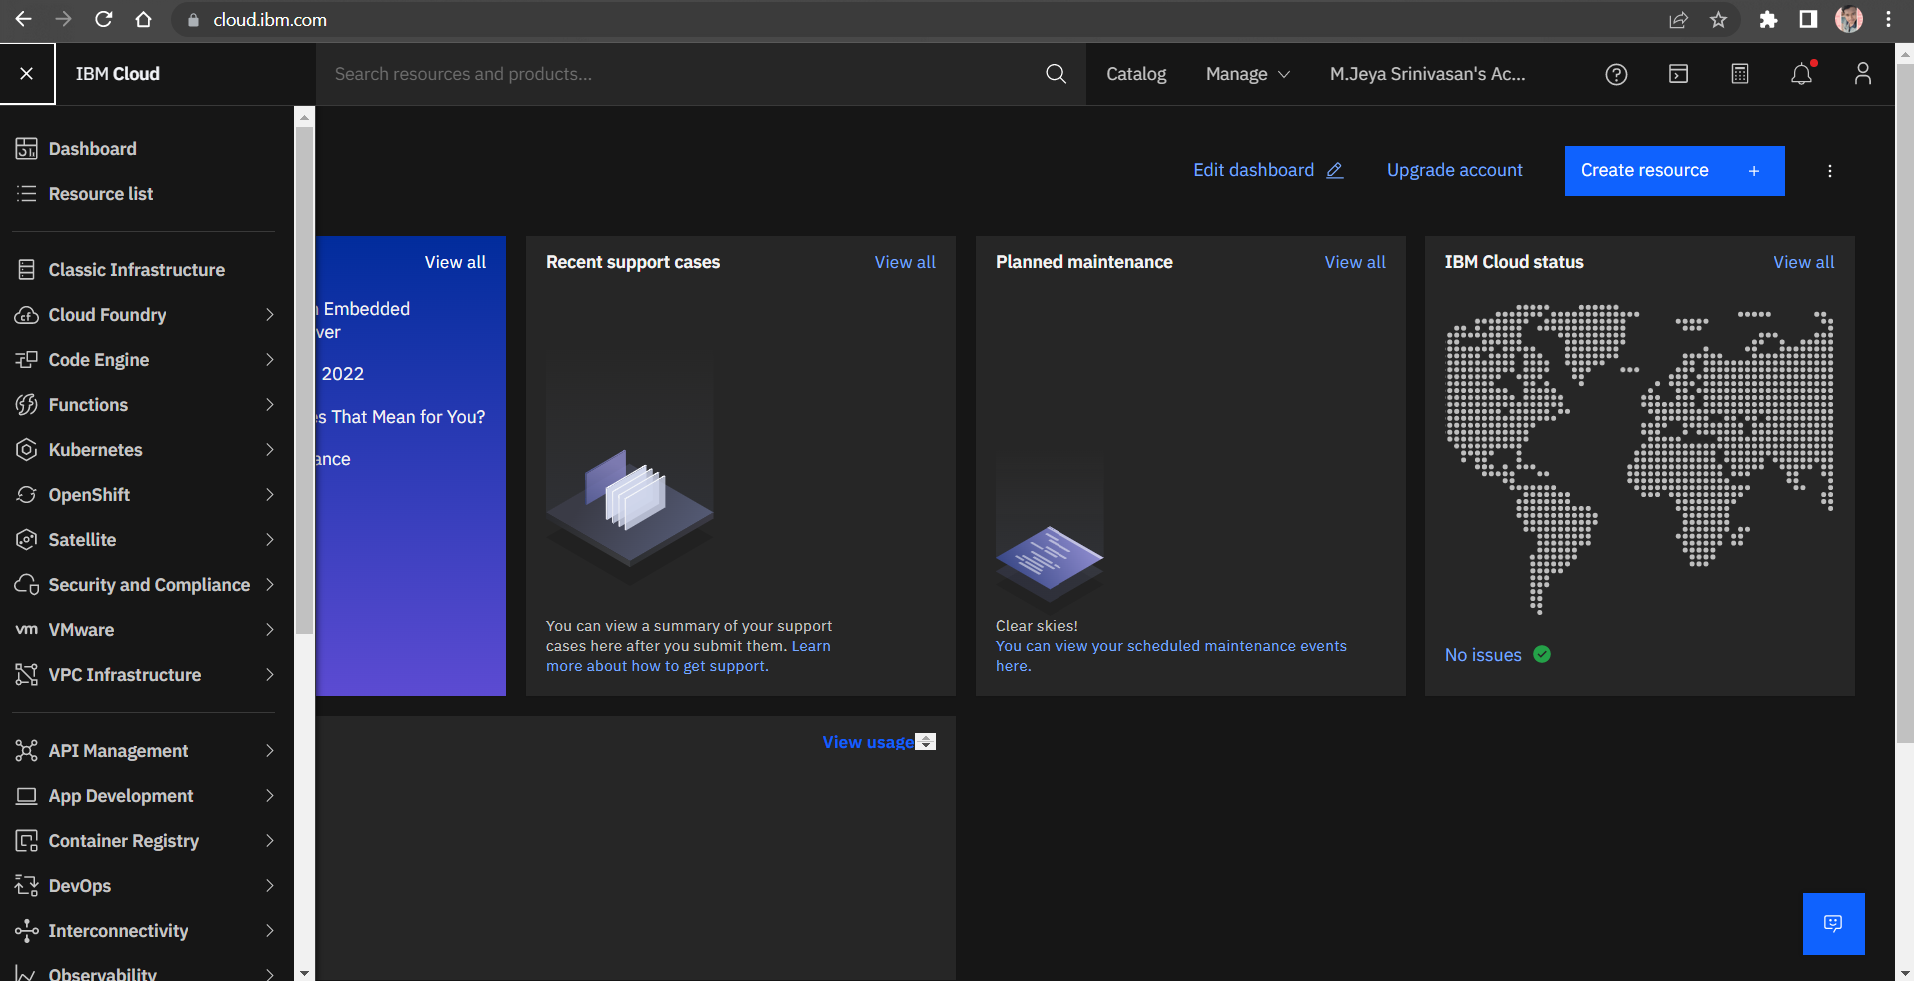 cloud.ibm.com
IBM Cloud
Search resources and products...
Catalog
Manage
M.Jeya Srinivasan's Ac...
Dashboard
Resource list
Classic Infrastructure
Cloud Foundry
Code Engine
Functions
Kubernetes
OpenShift
Satellite
Security and Compliance
vm VMware
VPC Infrastructure
API Management
App Development
Container Registry
DevOps
Interconnectivity
Observability
Edit dashboard
Upgrade account
Create resource +
View all
Embedded
ver
2022
es That Mean for You?
ance
Recent support cases
View all
You can view a summary of your support
cases here after you submit them. Learn
more about how to get support.
Planned maintenance
View all
Clear skies!
You can view your scheduled maintenance events
here.
IBM Cloud status
View all
No issues
View usage